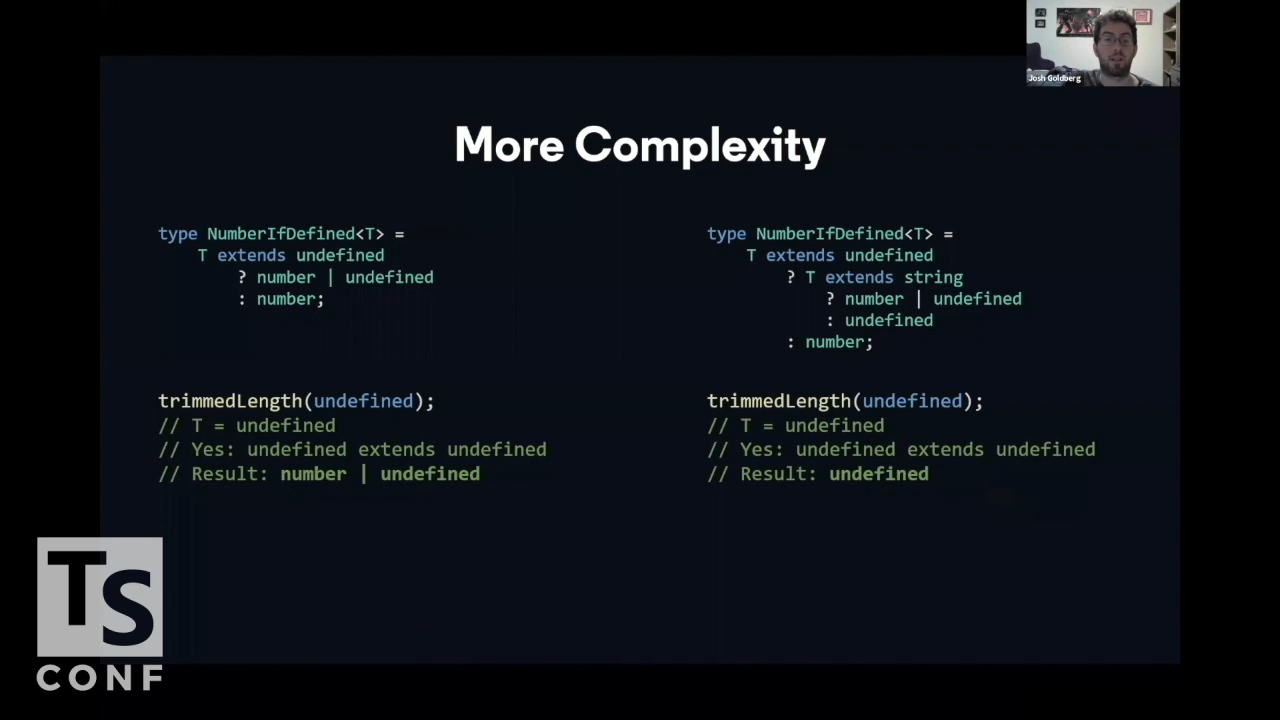 Josh Goldberg
More Complexity
type NumberIfDefined<T> =
T extends undefined
? number | undefined
: number;
trimmedLength(undefined);
// T = undefined
// Yes: undefined extends undefined
// Result: number | undefined
type NumberIfDefined<T> =
T extends undefined
? T extends string
? number | undefined
: undefined
: number;
trimmedLength(undefined);
// T = undefined
// Yes: undefined extends undefined
// Result: undefined
TS
CONF